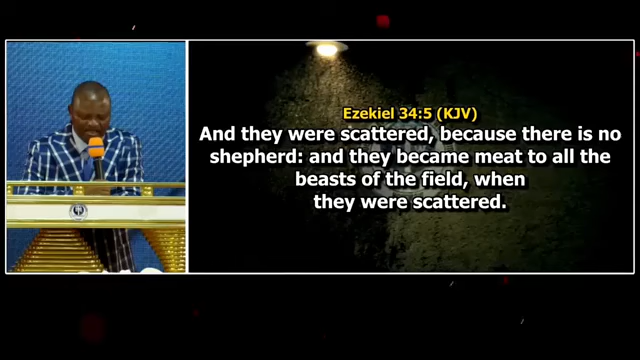 Ezekiel 34:5 (KJV)
And they were scattered, because there is no
shepherd: and they became meat to all the
beasts of the field, when
they were scattered.